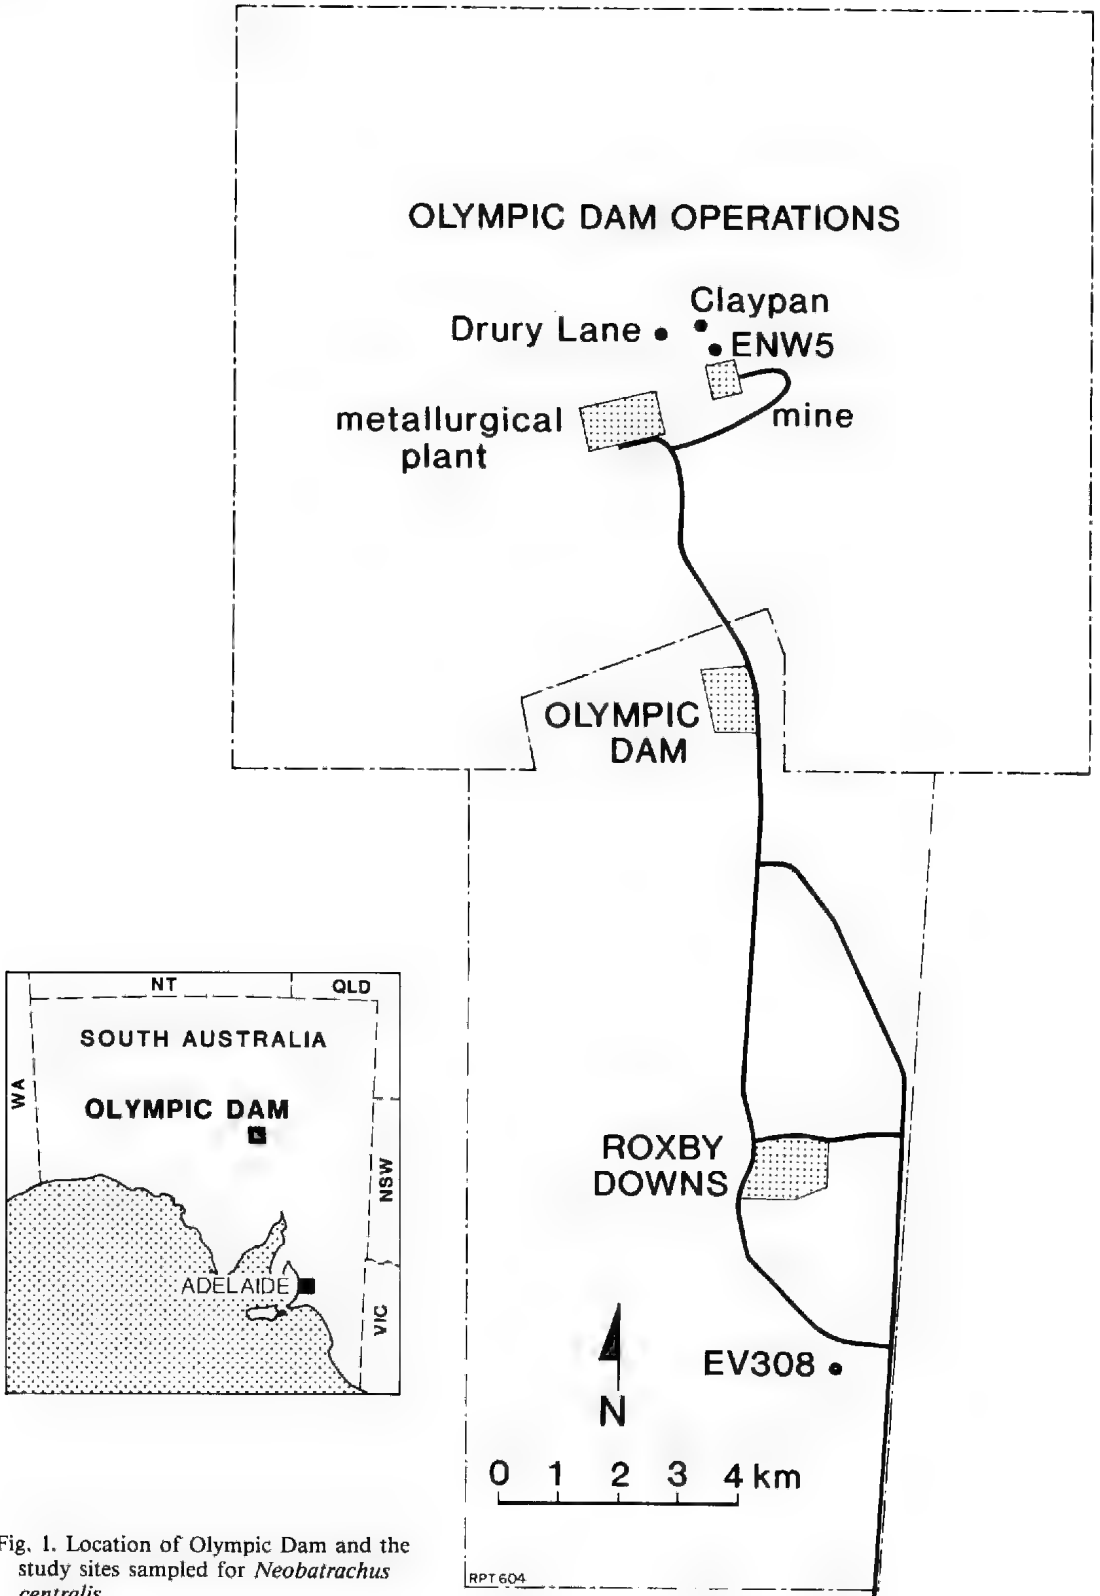 OLYMPIC DAM OPERATIONS
Claypan
Drury Lane
ENW5
metallurgical
plant
mine
OLYMPIC
DAM
NT
QLD
SOUTH AUSTRALIA
WA
OLYMPIC DAM
NSW
ADELAIDE
VIC
ROXBY
DOWNS
EV308
N
0 1 2 3 4 km
RPT 604
Fig. 1. Location of Olympic Dam and the
study sites sampled for Neobatrachus
centralis